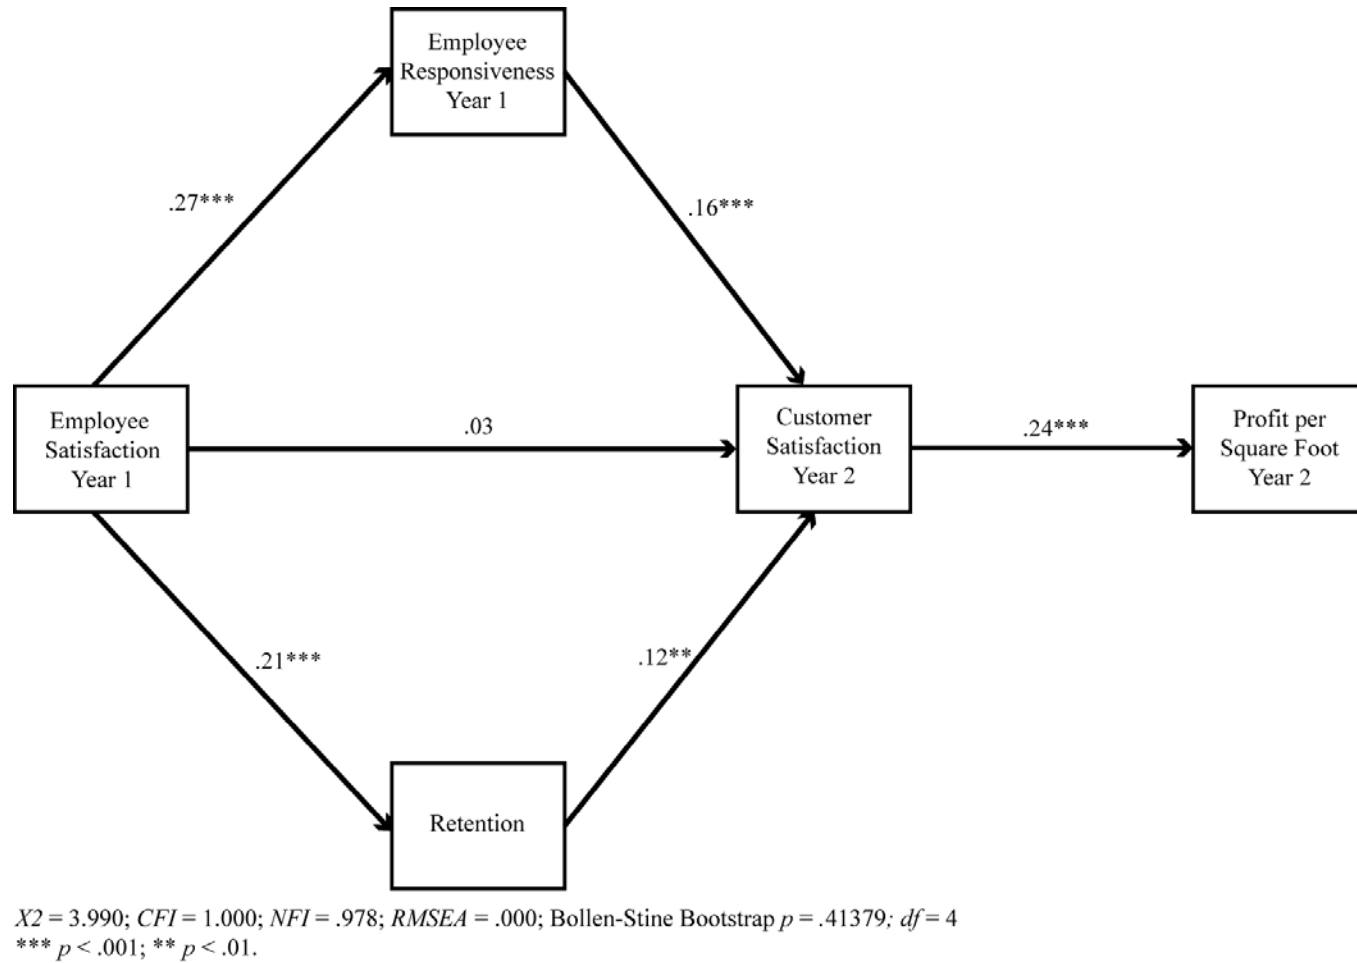 Employee
Responsiveness
Year 1
.27***
.16***
Employee
Satisfaction
Year 1
.03
Customer
Satisfaction
Year 2
.24***
Profit per
Square Foot
Year 2
.21***
.12**
Retention
X2 = 3.990; CFI = 1.000; NFI = .978; RMSEA = .000; Bollen-Stine Bootstrap p = .41379; df = 4
*** p < .001; ** p < .01.